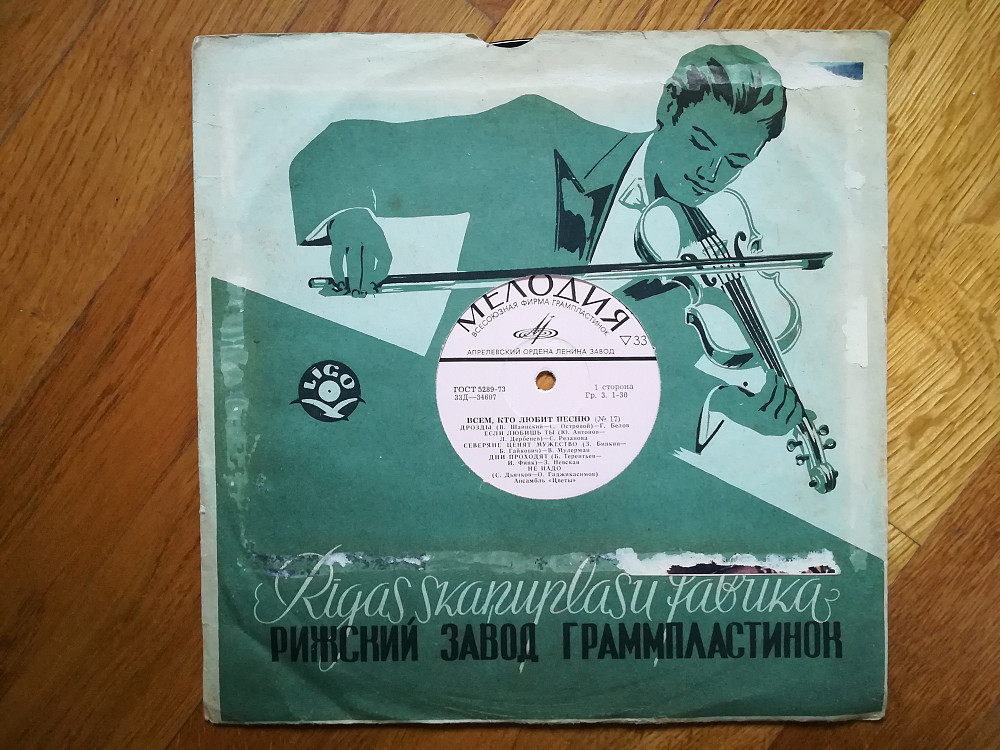 МЕЛОДИЯ
ВСЕСОЮЗНАЯ ФИРМА ГРАМПЛАСТИНОК
33
АПРЕЛЕВСКИЙ ОРДЕНА ЛЕНИНА ЗАВОД
LIGO
ГОСТ 5289-73
33Д—34607
1 сторона
Гр. 3. 1-30
ВСЕМ, КТО ЛЮБИТ ПЕСНЮ (№ 17)
ДРОЗДЫ (В. Шаинский—С. Островой)—Г. Белов
ЕСЛИ ЛЮБИШЬ ТЫ (Ю. Антонов—
Л. Дербенев)—С. Резанова
СЕВЕРЯНЕ ЦЕНЯТ МУЖЕСТВО (З. Бинкин—
Б. Гайкович)—В. Мулерман
ДНИ ПРОХОДЯТ (Б. Терентьев—
И. Финк)—Л. Невская
НЕ НАДО
(С. Дьячков—О. Гаджикасимов)
Ансамбль «Цветы»
Rīgas skaņuplašu fabrika
РИЖСКИЙ ЗАВОД ГРАММПЛАСТИНОК